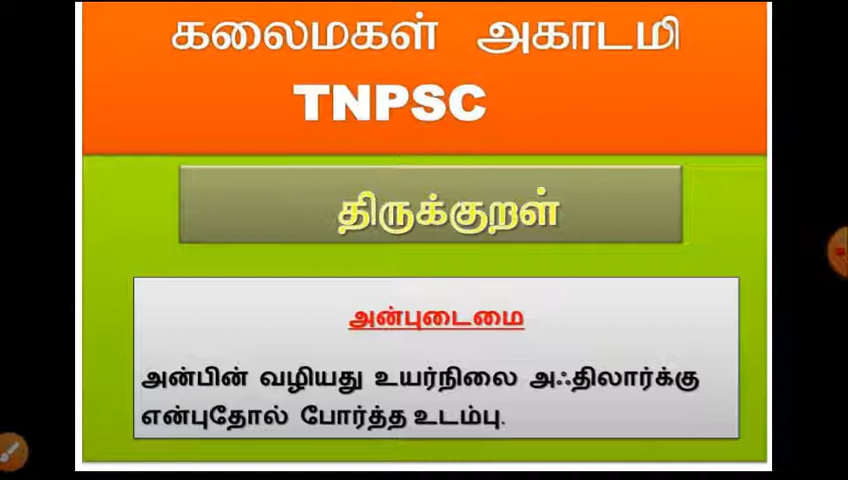 கலைமகள் அகாடமி
TNPSC
திருக்குறள்
அன்புடைமை
அன்பின் வழியது உயர்நிலை அஃதிலார்க்கு
என்புதோல் போர்த்த உடம்பு.